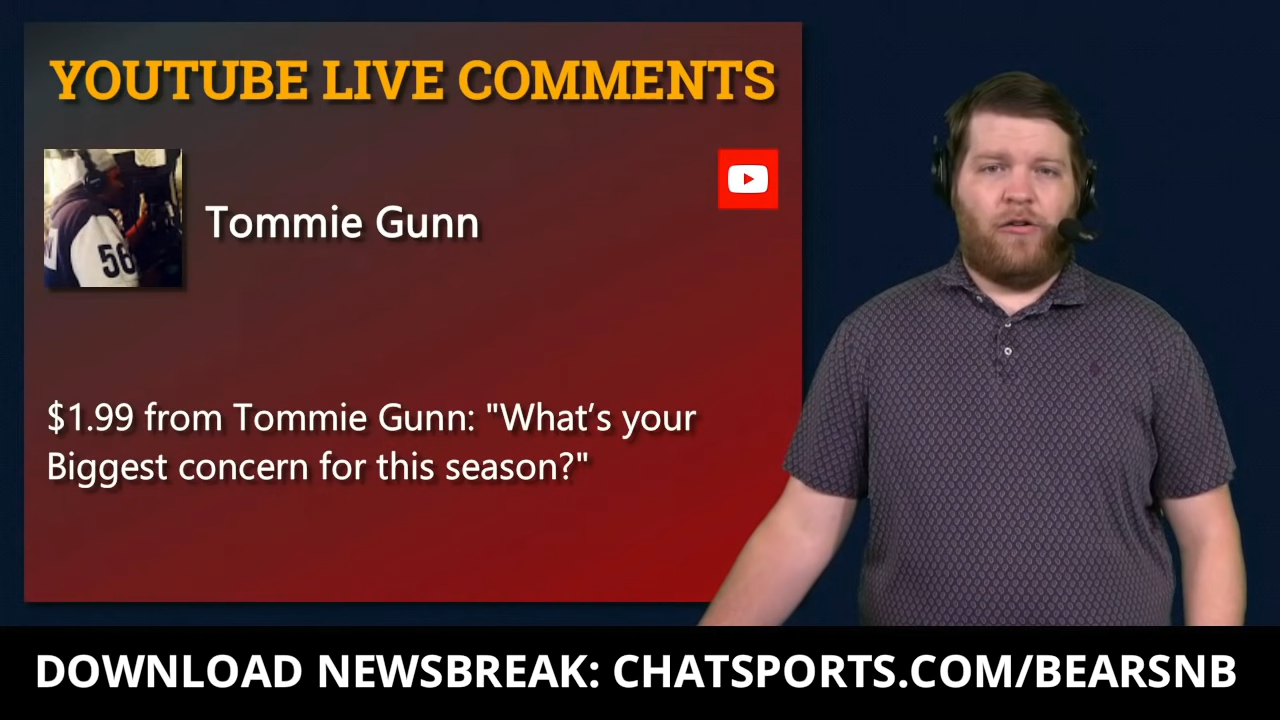 YOUTUBE LIVE COMMENTS
56
Tommie Gunn
$1.99 from Tommie Gunn: "What's your
Biggest concern for this season?"
DOWNLOAD NEWSBREAK: CHATSPORTS.COM/BEARSNB